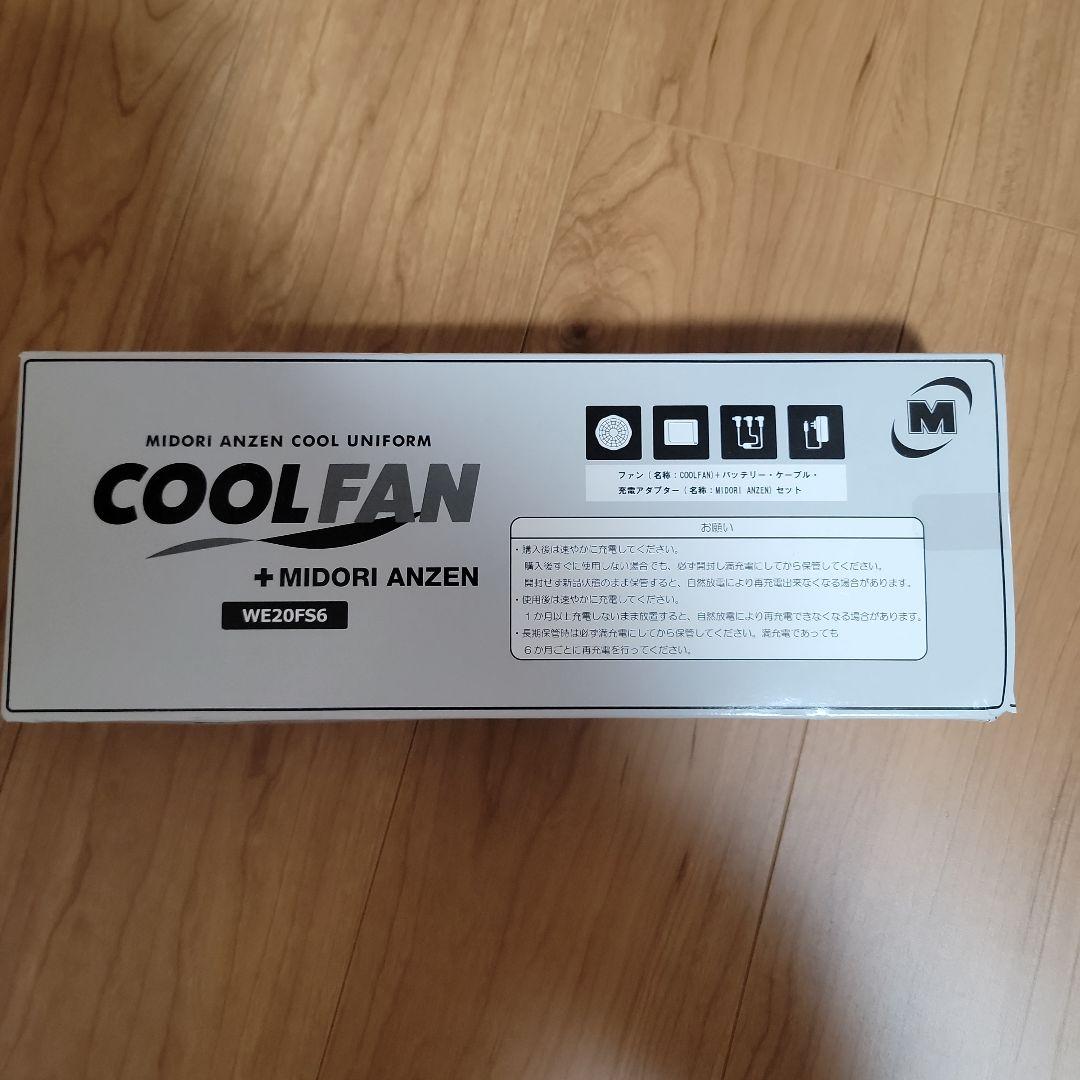 MIDORI ANZEN COOL UNIFORM
COOLFAN
+MIDORI ANZEN
WE20FS6
M
ファン(名称:COOLFAN)+バッテリー・ケーブル・
充電アダプター(名称:MIDORI ANZEN)セット
お願い
・購入後は速やかに充電してください。
購入後すぐに使用しない場合でも、必ず開封し満充電にしてから保管してください。
開封せず新品状態のまま保管すると、自然放電により再充電出来なくなる場合があります。
・使用後は速やかに充電してください。
1か月以上充電しないまま放置すると、自然放電により再充電できなくなる場合があります。
・長期保管時は必ず満充電にしてから保管してください。満充電であっても
6か月ごとに再充電を行ってください。